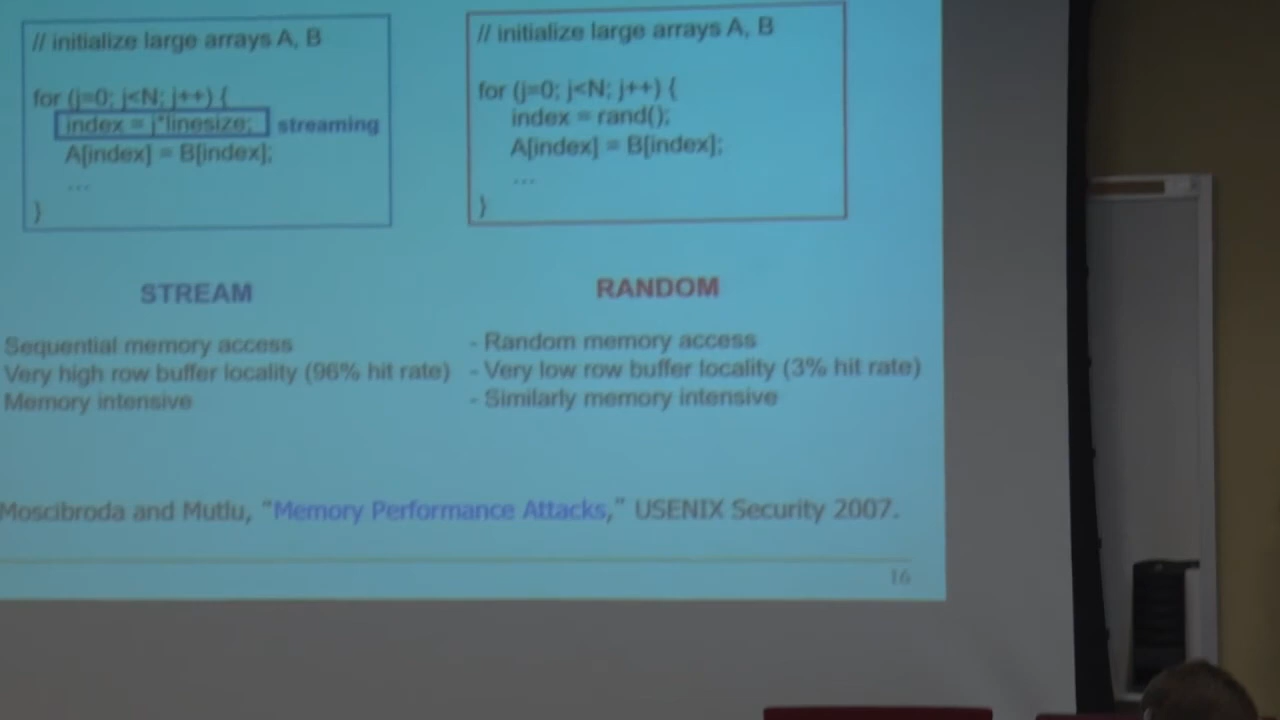 // initialize large arrays A, B
for (j=0; j<N; j++) {
index = j*linesize; streaming
A[index] = B[index];
...
}
STREAM
Sequential memory access
Very high row buffer locality (96% hit rate)
Memory intensive
// initialize large arrays A, B
for (j=0; j<N; j++) {
index = rand();
A[index] = B[index];
...
}
RANDOM
- Random memory access
- Very low row buffer locality (3% hit rate)
- Similarly memory intensive
Moscibroda and Mutlu, “Memory Performance Attacks,” USENIX Security 2007.
16